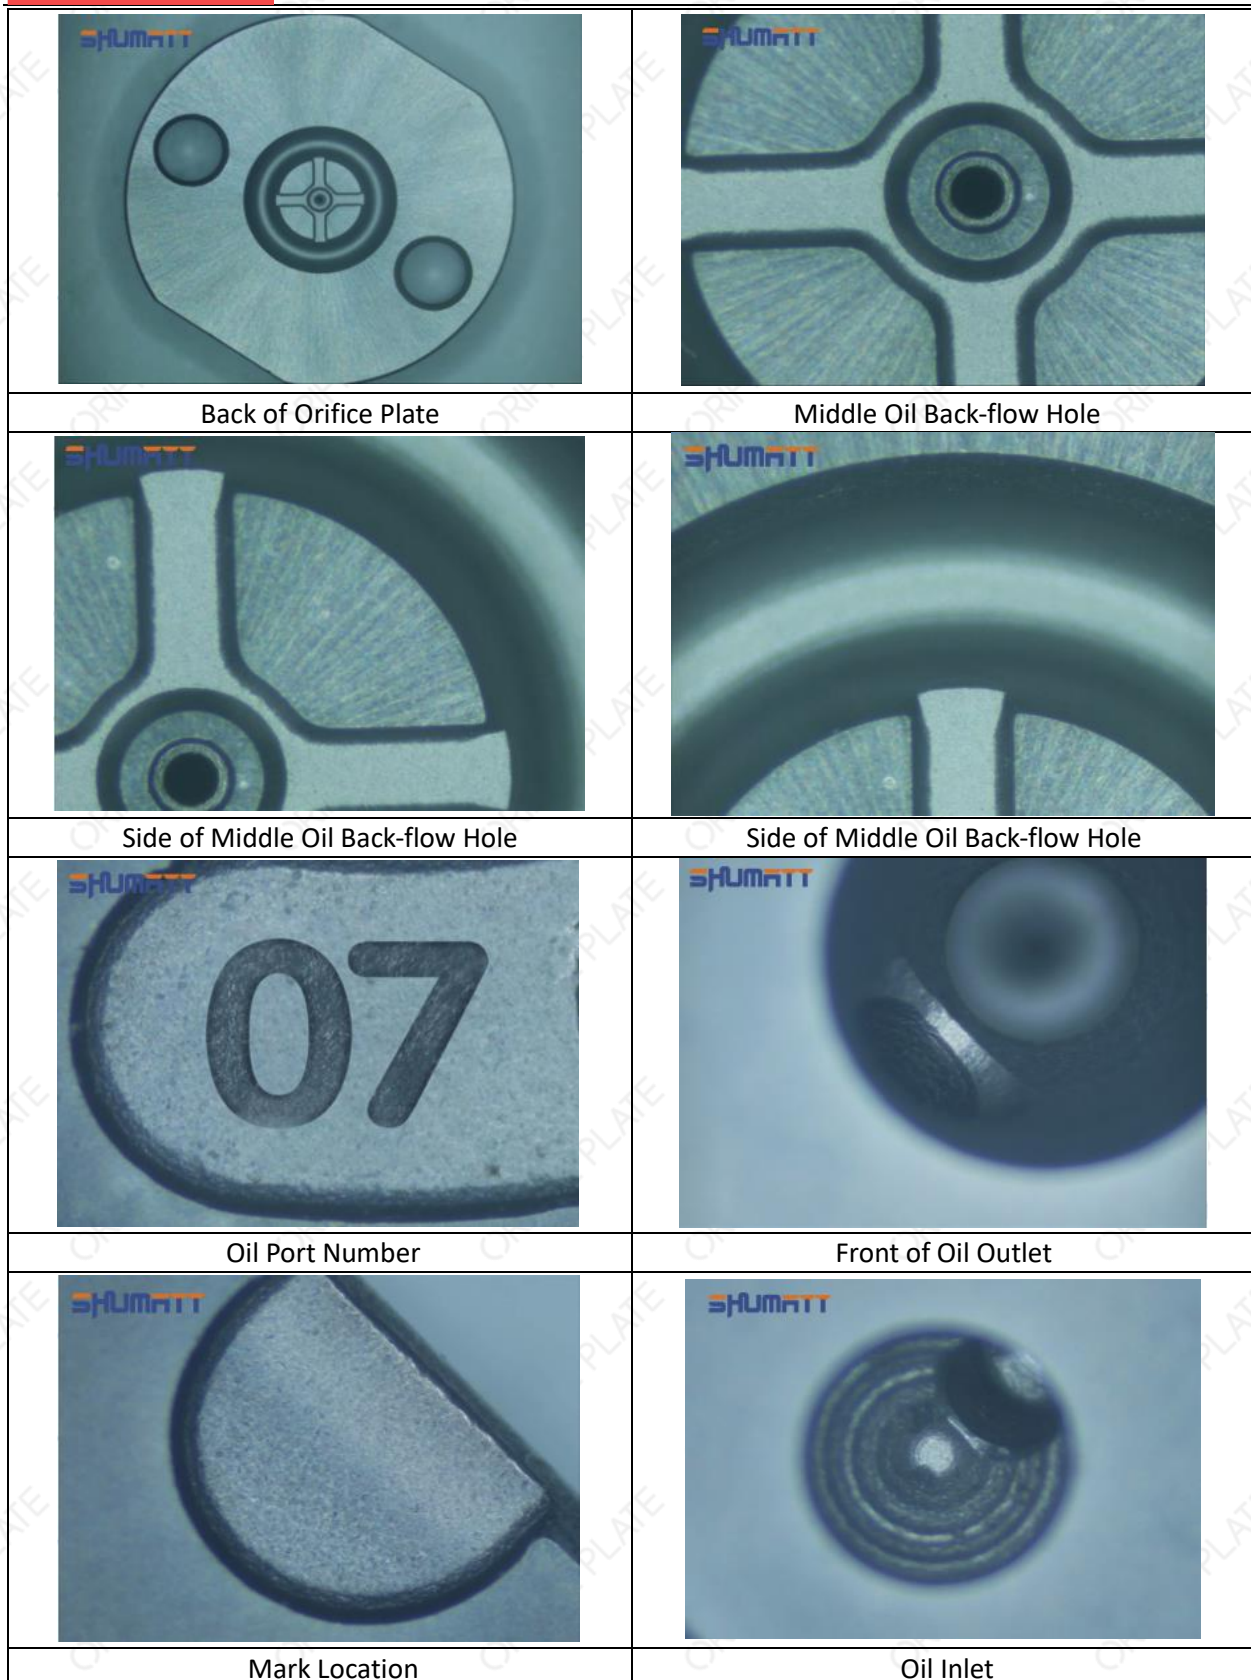 SHUMATT
SHUMATT
Back of Orifice Plate
Middle Oil Back-flow Hole
SHUMATT
SHUMATT
Side of Middle Oil Back-flow Hole
Side of Middle Oil Back-flow Hole
SHUMATT
07
SHUMATT
Oil Port Number
Front of Oil Outlet
SHUMATT
SHUMATT
Mark Location
Oil Inlet